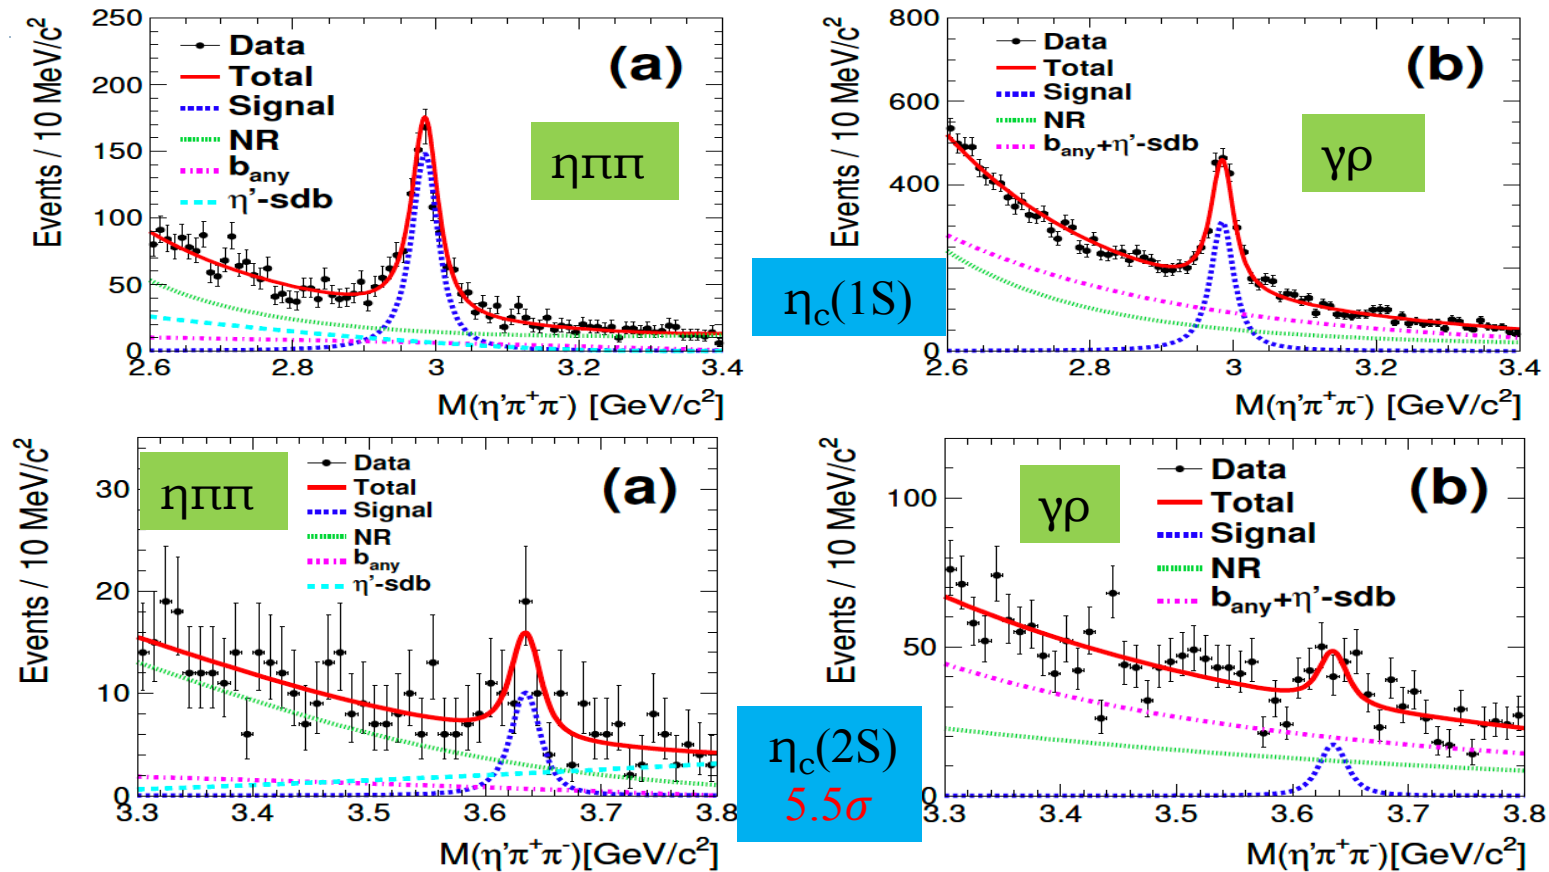 250
200
150
100
50
0
Events / 10 MeV/c²
Data
Total
Signal
NR
b_any
η'-sdb
(a)
ηππ
2.6 2.8 3 3.2 3.4
M(η'π⁺π⁻) [GeV/c²]
800
600
400
200
0
Events / 10 MeV/c²
Data
Total
Signal
NR
b_any+η'-sdb
(b)
γρ
2.6 2.8 3 3.2 3.4
M(η'π⁺π⁻) [GeV/c²]
η_c(1S)
30
20
10
0
Events / 10 MeV/c²
ηππ
Data
Total
Signal
NR
b_any
η'-sdb
(a)
3.3 3.4 3.5 3.6 3.7 3.8
M(η'π⁺π⁻)[GeV/c²]
η_c(2S)
5.5σ
100
50
0
Events / 10 MeV/c²
γρ
Data
Total
Signal
NR
b_any+η'-sdb
(b)
3.3 3.4 3.5 3.6 3.7 3.8
M(η'π⁺π⁻)[GeV/c²]